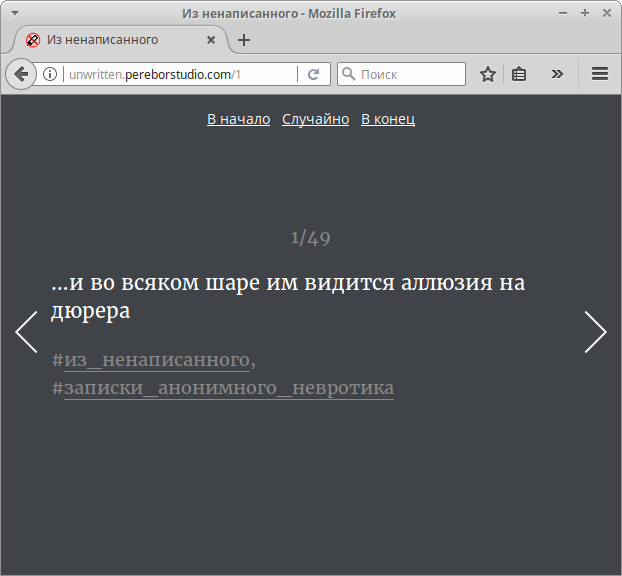 Из ненаписанного - Mozilla Firefox
Из ненаписанного
unwritten.pereborstudio.com/1
Поиск
В начало Случайно В конец
1/49
...и во всяком шаре им видится аллюзия на
дюрера
#из_ненаписанного,
#записки_анонимного_невротика